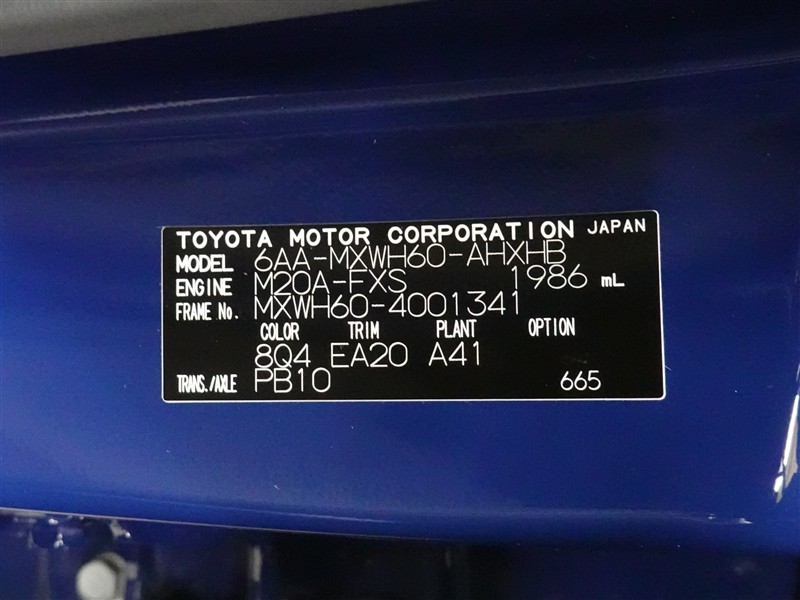 TOYOTA MOTOR CORPORATION JAPAN
MODEL 6AA-MXWH60-AHXHB
ENGINE M20A-FXS 1986 mL
FRAME No. MXWH60-4001341
COLOR TRIM PLANT OPTION
8Q4 EA20 A41
TRANS./AXLE PB10 665